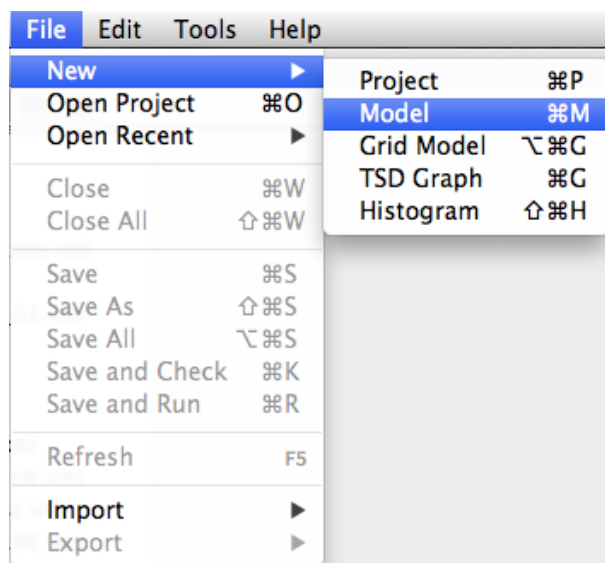 File Edit Tools Help
New ▶
Open Project ⌘O
Open Recent ▶
Close ⌘W
Close All ⇧⌘W
Save ⌘S
Save As ⇧⌘S
Save All ⌥⌘S
Save and Check ⌘K
Save and Run ⌘R
Refresh F5
Import ▶
Export ▶
Project ⌘P
Model ⌘M
Grid Model ⌥⌘G
TSD Graph ⌘G
Histogram ⇧⌘H